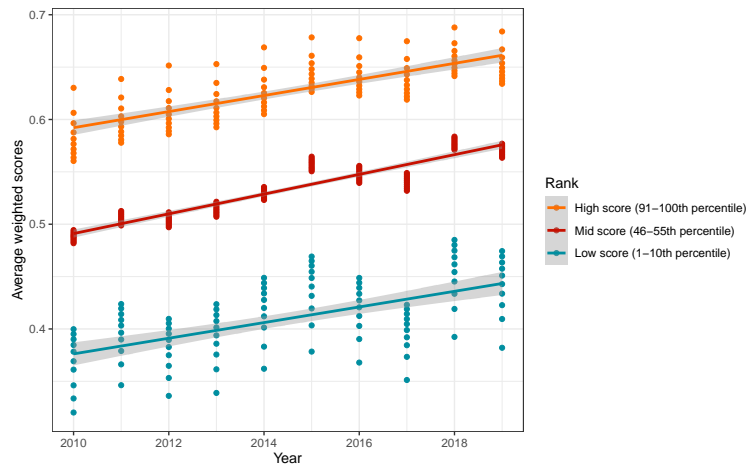 0.7
0.6
0.5
0.4
Average weighted scores
2010
2012
2014
2016
2018
Year
Rank
High score (91–100th percentile)
Mid score (46–55th percentile)
Low score (1–10th percentile)